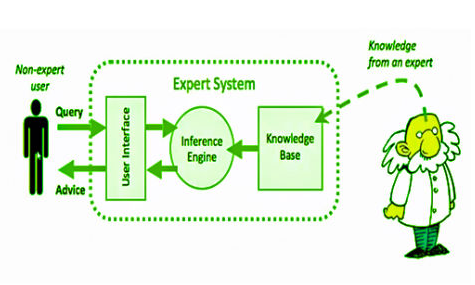 Knowledge
from an expert
Non-expert
user
Expert System
Query
User Interface
Inference
Engine
Knowledge
Base
Advice